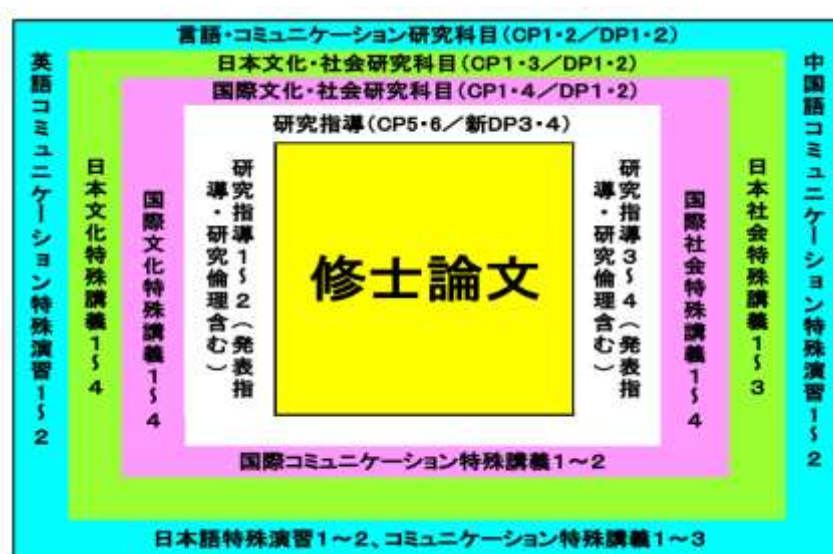 言語・コミュニケーション研究科目(CP1・2／DP1・2)
日本文化・社会研究科目(CP1・3／DP1・2)
国際文化・社会研究科目(CP1・4／DP1・2)
研究指導(CP5・6／新DP3・4)
英語コミュニケーション特殊演習1～2
日本文化特殊講義1～4
国際文化特殊講義1～4
研究指導1～2(発表指
導・研究倫理含む)
修士論文
研究指導3～4(発表指
導・研究倫理含む)
国際社会特殊講義1～4
日本社会特殊講義1～3
中国語コミュニケーション特殊演習1～2
国際コミュニケーション特殊講義1～2
日本語特殊演習1～2、コミュニケーション特殊講義1～3